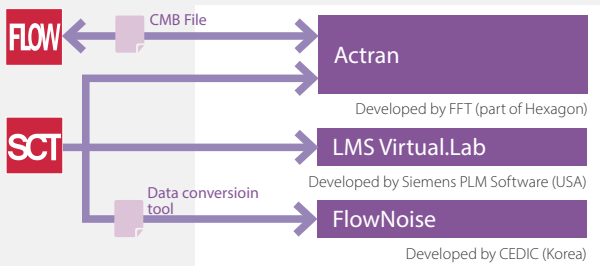 FLOW
CMB File
Actran
Developed by FFT (part of Hexagon)
SCT
LMS Virtual.Lab
Developed by Siemens PLM Software (USA)
Data conversioin
tool
FlowNoise
Developed by CEDIC (Korea)